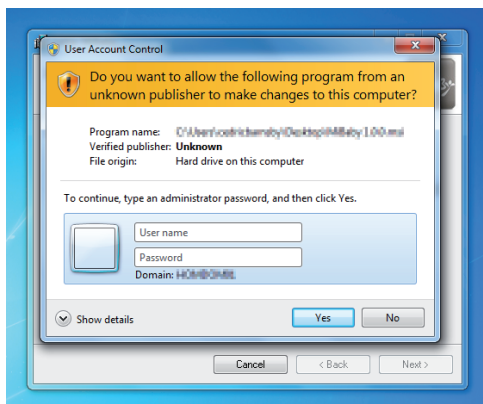 User Account Control
Do you want to allow the following program from an
unknown publisher to make changes to this computer?
Program name:
Verified publisher: Unknown
File origin: Hard drive on this computer
To continue, type an administrator password, and then click Yes.
User name
Password
Domain:
Show details
Yes
No
Cancel
< Back
Next >